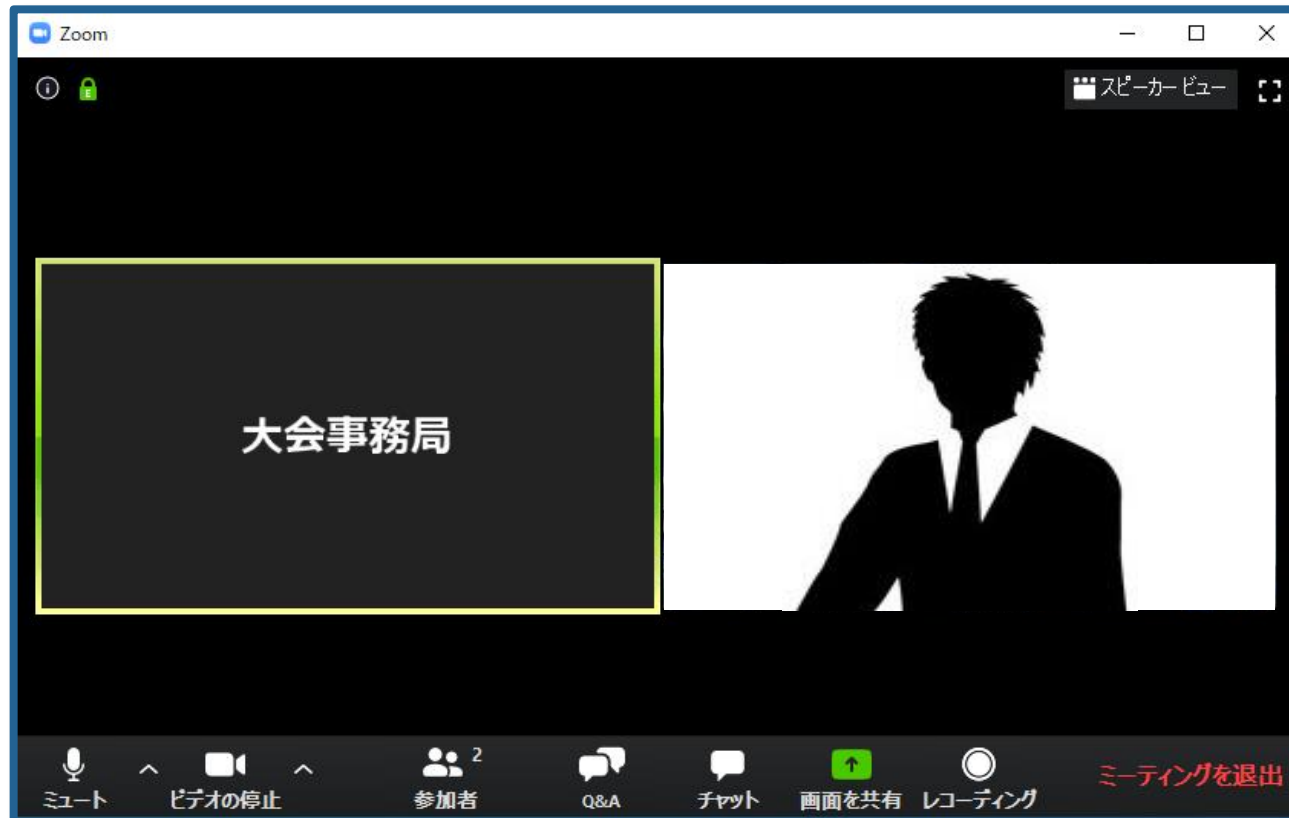 Zoom
スピーカー ビュー
大会事務局
2
ミュート
ビデオの停止
参加者
Q&A
チャット
画面を共有
レコーディング
ミーティングを退出